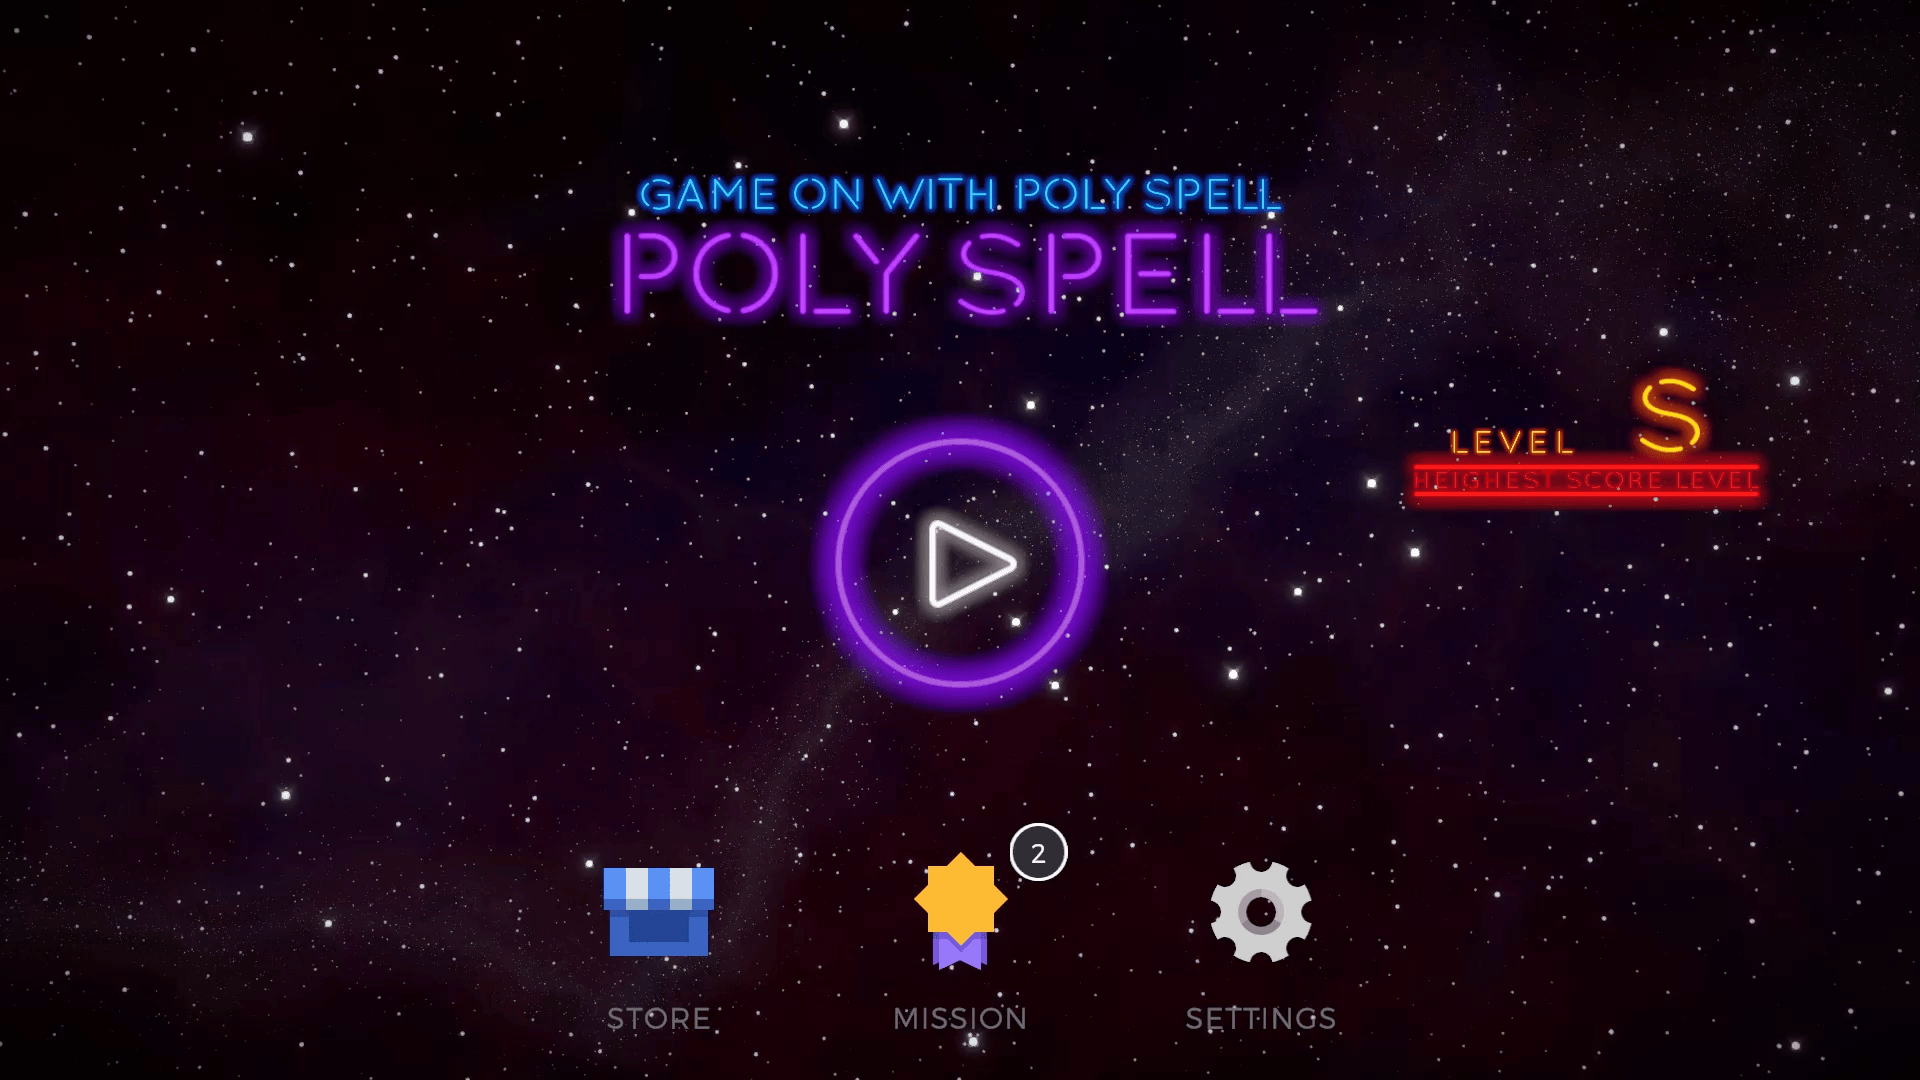 GAME ON WITH POLY SPELL
POLY SPELL
LEVEL S
HEIGHEST SCORE LEVEL
2
STORE
MISSION
SETTINGS